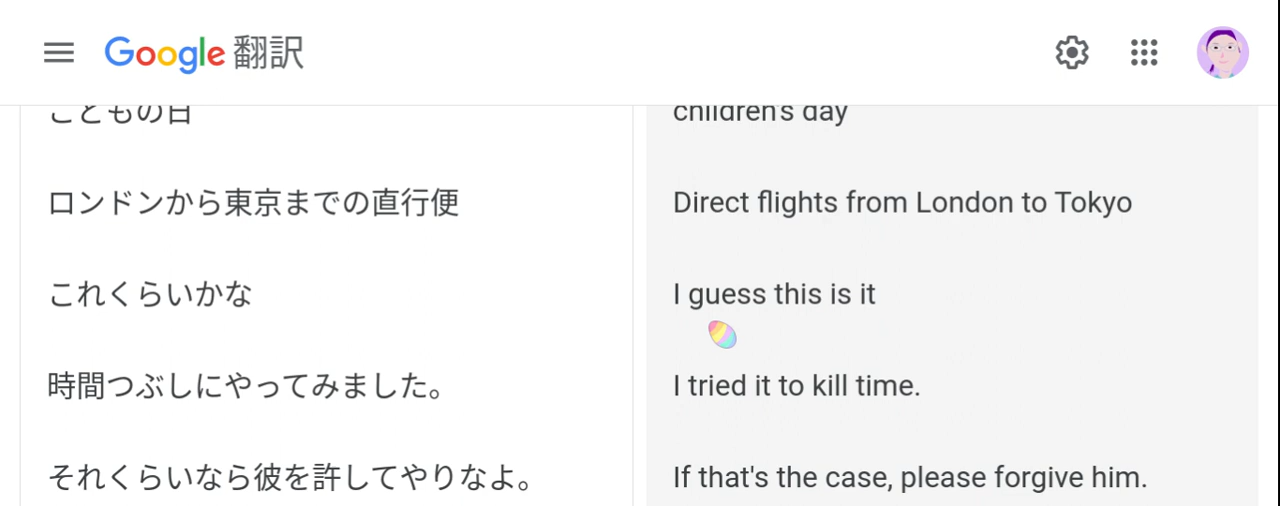 Google 翻訳
こどもの日
children's day
ロンドンから東京までの直行便
Direct flights from London to Tokyo
これくらいかな
I guess this is it
時間つぶしにやってみました。
I tried it to kill time.
それくらいなら彼を許してやりなよ。
If that's the case, please forgive him.